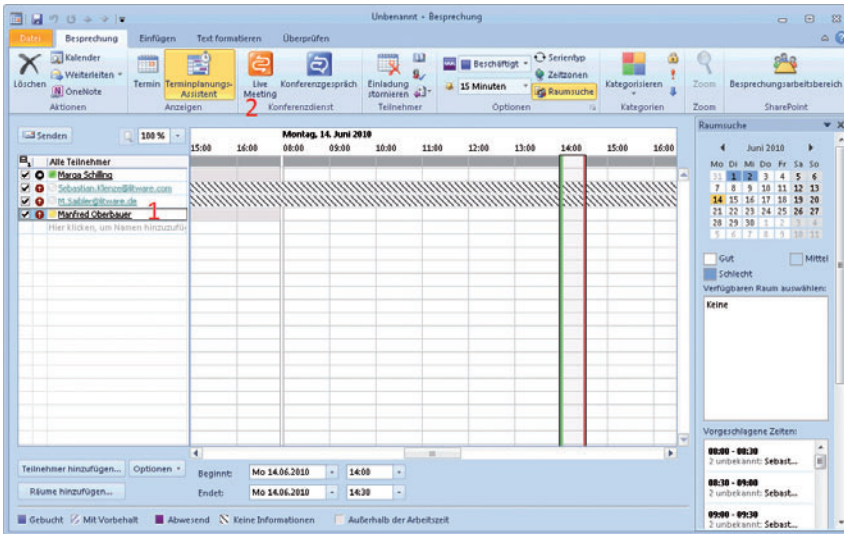 Unbenannt - Besprechung
Datei Besprechung Einfügen Text formatieren Überprüfen
Löschen
Kalender
Weiterleiten
OneNote
Aktionen
Termin
Terminplanungs-
Assistent
Anzeigen
Live
Meeting
2
Konferenzgespräch
Konferenzdienst
Einladung
stornieren
Teilnehmer
Beschäftigt
15 Minuten
Serientyp
Zeitzonen
Raumsuche
Optionen
Kategorisieren
Kategorien
Zoom
Zoom
Besprechungsarbeitsbereich
SharePoint
Senden
100 %
Montag, 14. Juni 2010
15:00 16:00 08:00 09:00 10:00 11:00 12:00 13:00 14:00 15:00 16:00
Alle Teilnehmer
Marga Schilling
Sebastian.Klenze@litware.com
M.Saibler@litware.de
Manfred Oberbauer
1
Hier klicken, um Namen hinzuzufü
Teilnehmer hinzufügen...
Optionen
Räume hinzufügen...
Beginnt: Mo 14.06.2010 14:00
Endet: Mo 14.06.2010 14:30
Gebucht Mit Vorbehalt Abwesend Keine Informationen Außerhalb der Arbeitszeit
Raumsuche
Juni 2010
Mo Di Mi Do Fr Sa So
31 1 2 3 4 5 6
7 8 9 10 11 12 13
14 15 16 17 18 19 20
21 22 23 24 25 26 27
28 29 30 1 2 3 4
5 6 7 8 9 10 11
Gut Mittel
Schlecht
Verfügbaren Raum auswählen:
Keine
Vorgeschlagene Zeiten:
08:00 - 08:30
2 unbekannt: Sebast...
08:30 - 09:00
2 unbekannt: Sebast...
09:00 - 09:30
2 unbekannt: Sebast...